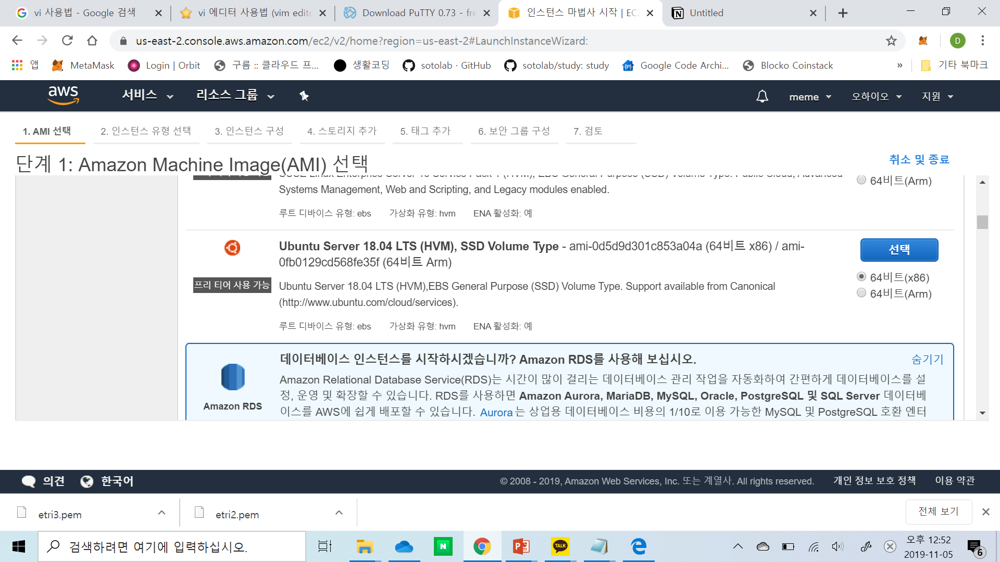 vi 사용법 - Google 검색
vi 에디터 사용법 (vim edito
Download PuTTY 0.73 - fre
인스턴스 마법사 시작 | EC2
Untitled
us-east-2.console.aws.amazon.com/ec2/v2/home?region=us-east-2#LaunchInstanceWizard:
D
앱
MetaMask
Login | Orbit
구름 :: 클라우드 프...
생활코딩
sotolab · GitHub
sotolab/study: study
Google Code Archi...
Blocko Coinstack
»
기타 북마크
aws
서비스
리소스 그룹
meme
오하이오
지원
1. AMI 선택
2. 인스턴스 유형 선택
3. 인스턴스 구성
4. 스토리지 추가
5. 태그 추가
6. 보안 그룹 구성
7. 검토
단계 1: Amazon Machine Image(AMI) 선택
취소 및 종료
SUSE Linux Enterprise Server 15 Service Pack 1 (HVM), EBS General Purpose (SSD) Volume Type. Public Cloud, Advanced
Systems Management, Web and Scripting, and Legacy modules enabled.
64비트(Arm)
루트 디바이스 유형: ebs 가상화 유형: hvm ENA 활성화: 예
Ubuntu Server 18.04 LTS (HVM), SSD Volume Type - ami-0d5d9d301c853a04a (64비트 x86) / ami-
0fb0129cd568fe35f (64비트 Arm)
선택
64비트(x86)
64비트(Arm)
프리 티어 사용 가능
Ubuntu Server 18.04 LTS (HVM),EBS General Purpose (SSD) Volume Type. Support available from Canonical
(http://www.ubuntu.com/cloud/services).
루트 디바이스 유형: ebs 가상화 유형: hvm ENA 활성화: 예
Amazon RDS
데이터베이스 인스턴스를 시작하시겠습니까? Amazon RDS를 사용해 보십시오.
숨기기
Amazon Relational Database Service(RDS)는 시간이 많이 걸리는 데이터베이스 관리 작업을 자동화하여 간편하게 데이터베이스를 설
정, 운영 및 확장할 수 있습니다. RDS를 사용하면 Amazon Aurora, MariaDB, MySQL, Oracle, PostgreSQL 및 SQL Server 데이터베
이스를 AWS에 쉽게 배포할 수 있습니다. Aurora 는 상업용 데이터베이스 비용의 1/10로 이용 가능한 MySQL 및 PostgreSQL 호환 엔터
의견
한국어
© 2008 - 2019, Amazon Web Services, Inc. 또는 계열사. All rights reserved.
개인 정보 보호 정책
이용 약관
etri3.pem
etri2.pem
전체 보기
검색하려면 여기에 입력하십시오.
N
P
TALK
오후 12:52
2019-11-05
6